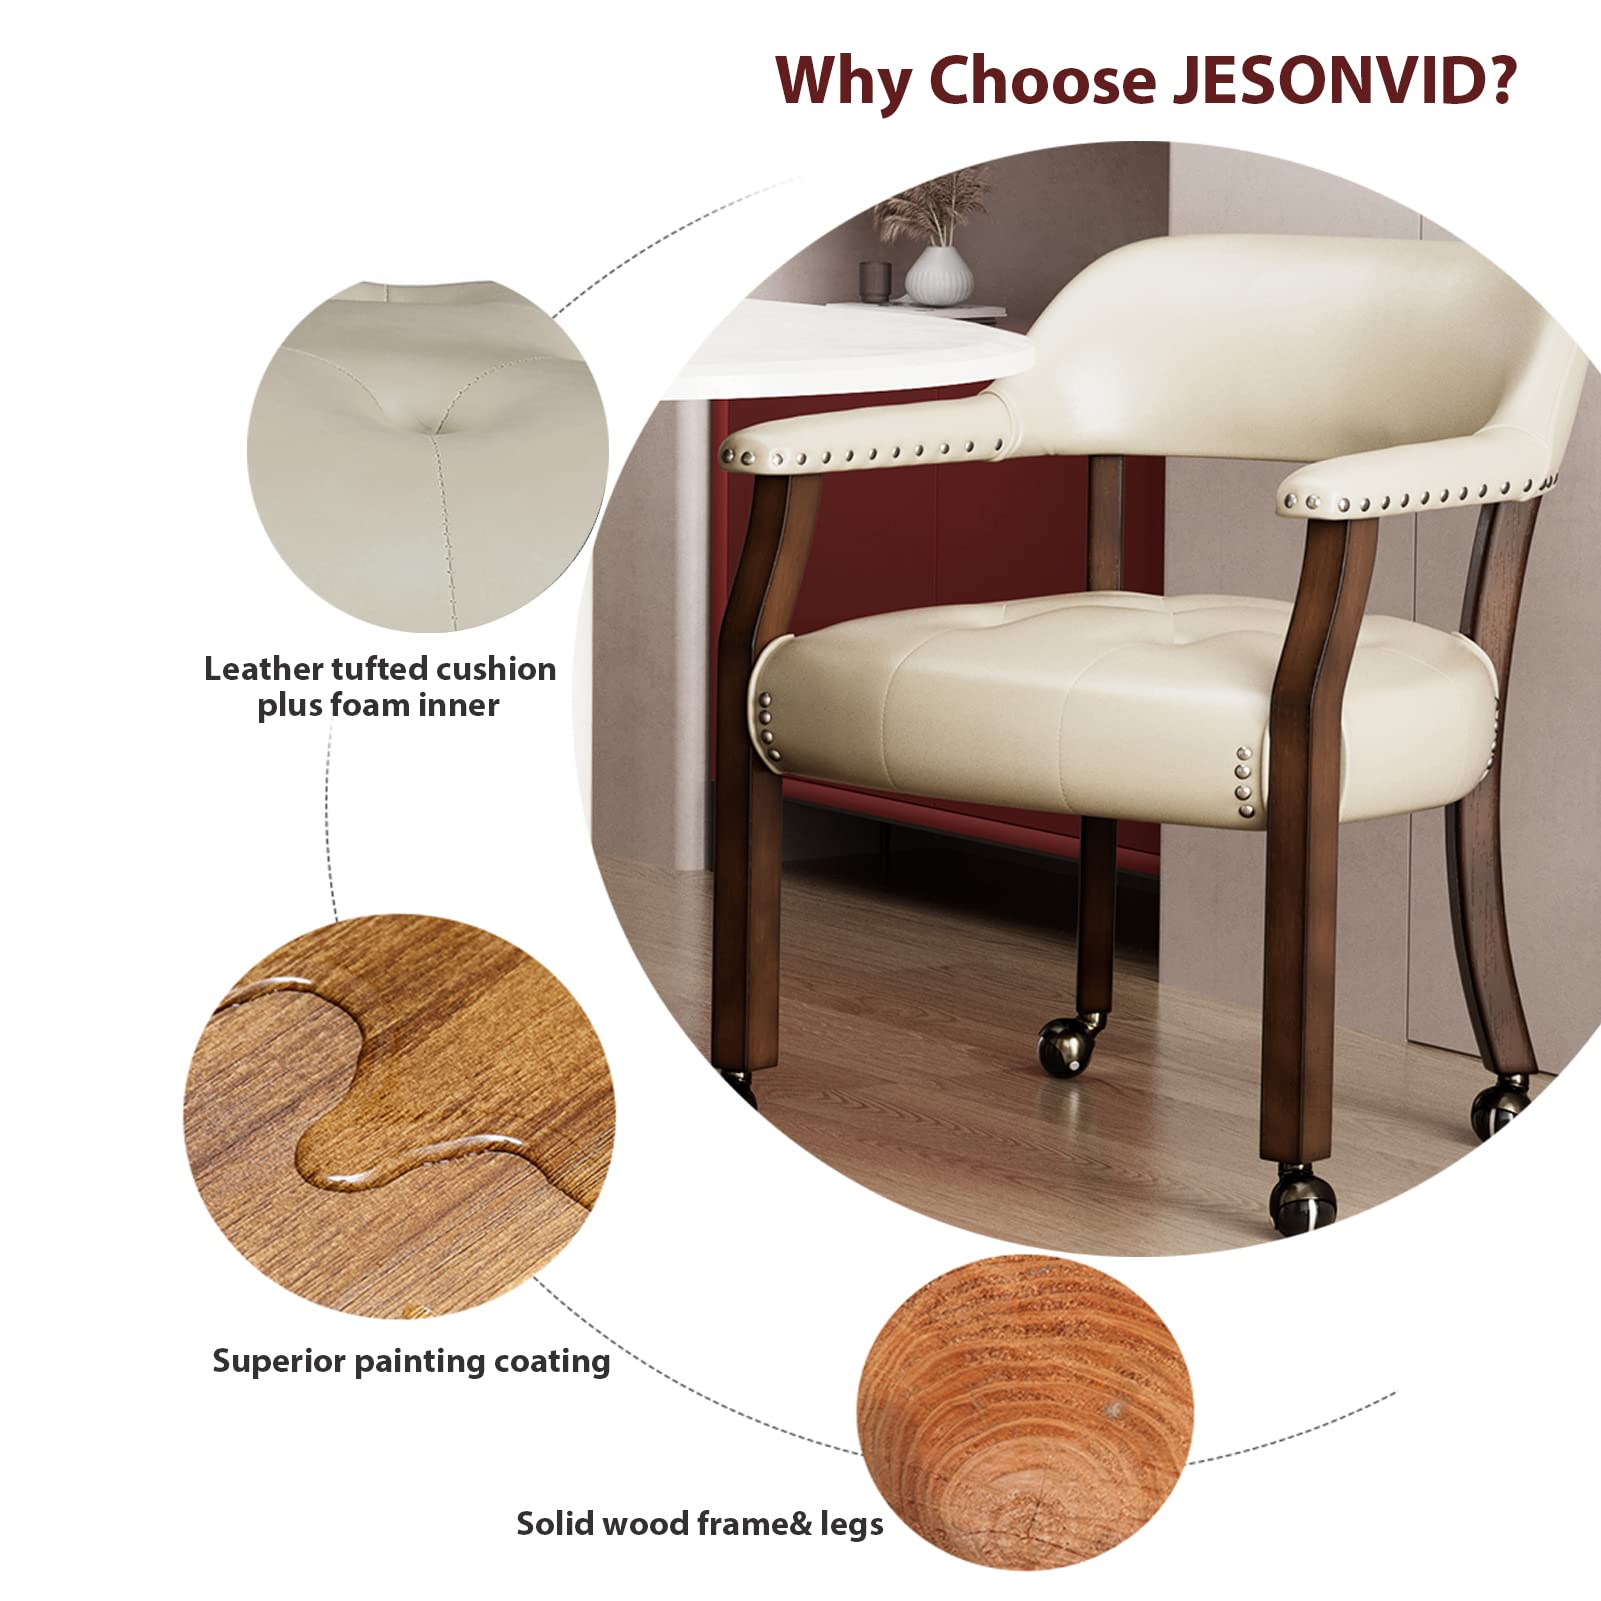 Why Choose JESONVID?
Leather tufted cushion
plus foam inner
Superior painting coating
Solid wood frame& legs